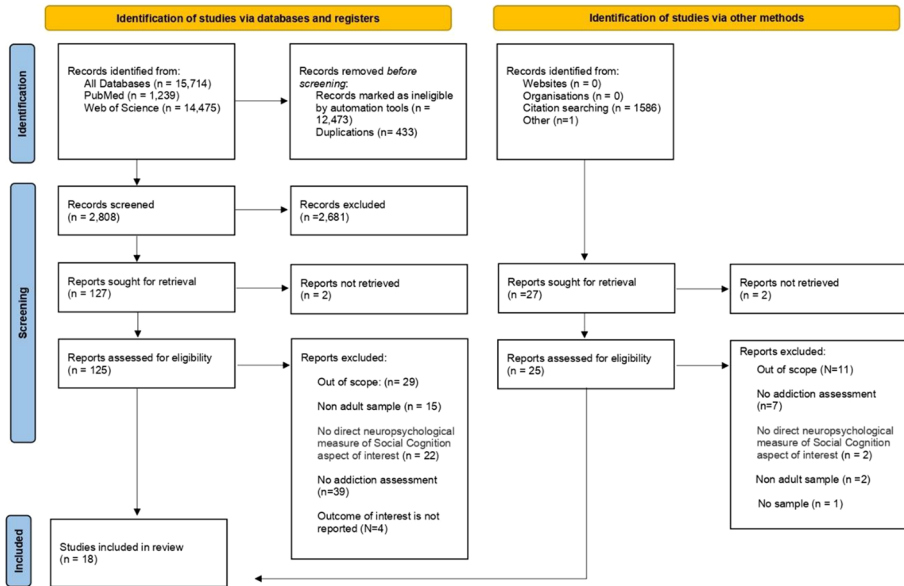 Identification of studies via databases and registers
Identification of studies via other methods
Identification
Records identified from:
All Databases (n = 15,714)
PubMed (n = 1,239)
Web of Science (n = 14,475)
Records removed before
screening:
Records marked as ineligible
by automation tools (n =
12,473)
Duplications (n= 433)
Records identified from:
Websites (n = 0)
Organisations (n = 0)
Citation searching (n = 1586)
Other (n=1)
Screening
Records screened
(n = 2,808)
Records excluded
(n =2,681)
Reports sought for retrieval
(n = 127)
Reports not retrieved
(n = 2)
Reports sought for retrieval
(n =27)
Reports not retrieved
(n = 2)
Reports assessed for eligibility
(n = 125)
Reports excluded:
Out of scope: (n = 29)
Non adult sample (n = 15)
No direct neuropsychological
measure of Social Cognition
aspect of interest (n = 22)
No addiction assessment
(n=39)
Outcome of interest is not
reported (N=4)
Reports assessed for eligibility
(n = 25)
Reports excluded:
Out of scope (N=11)
No addiction assessment
(n=7)
No direct neuropsychological
measure of Social Cognition
aspect of interest (n = 2)
Non adult sample (n =2)
No sample (n = 1)
Included
Studies included in review
(n = 18)